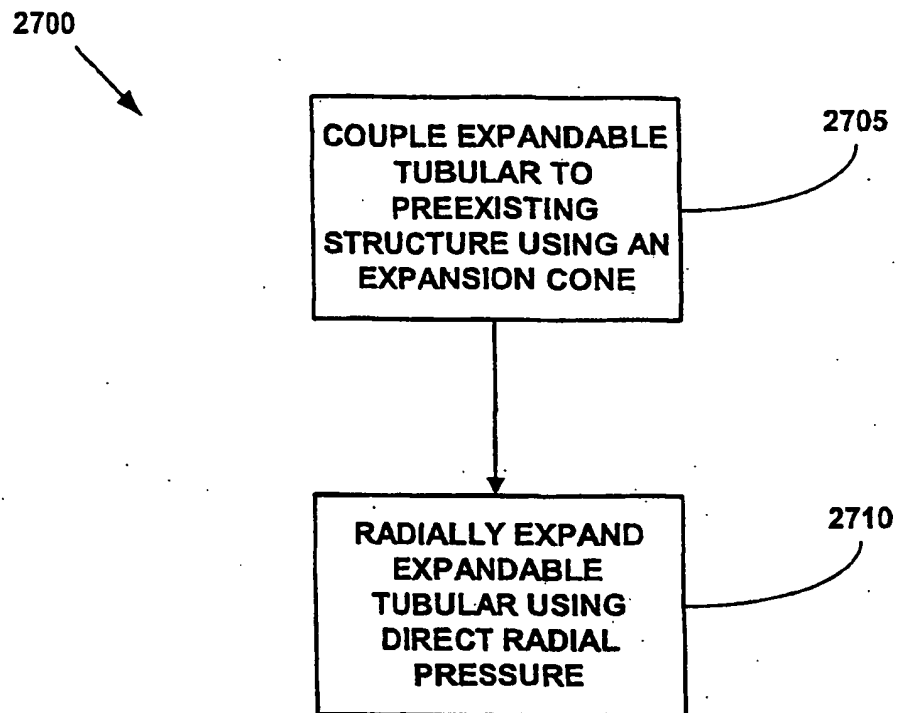 2700
COUPLE EXPANDABLE
TUBULAR TO
PREEXISTING
STRUCTURE USING AN
EXPANSION CONE
2705
RADIALLY EXPAND
EXPANDABLE
TUBULAR USING
DIRECT RADIAL
PRESSURE
2710